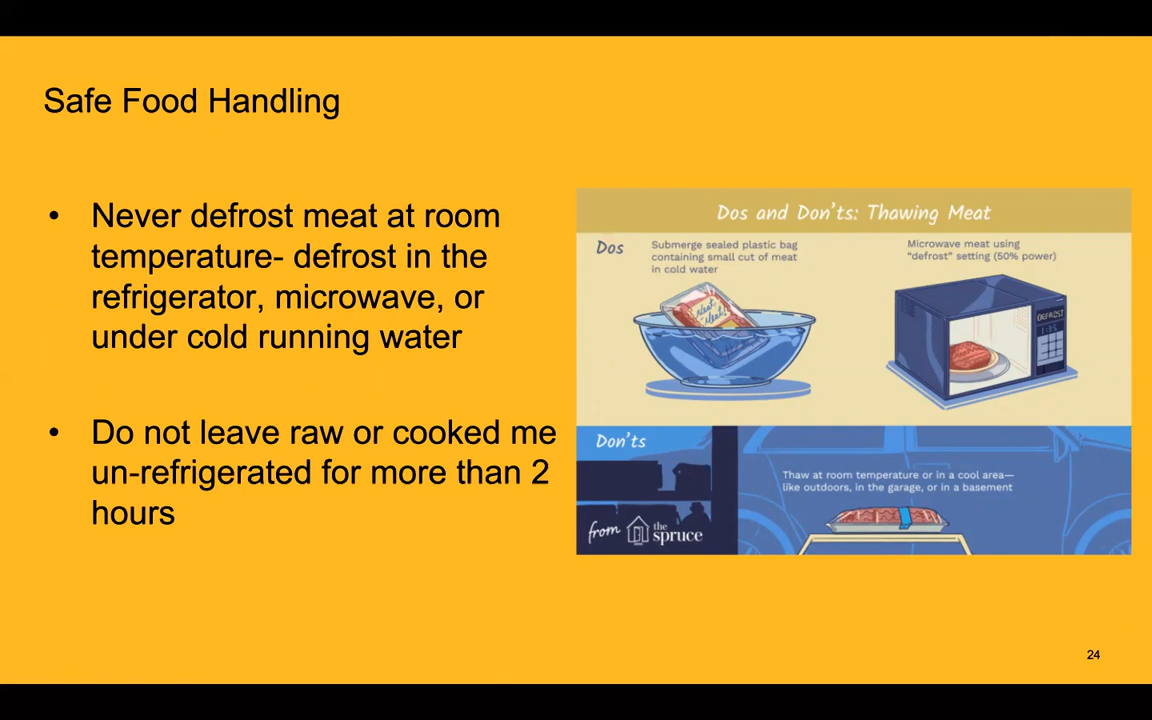 Safe Food Handling
• Never defrost meat at room
temperature- defrost in the
refrigerator, microwave, or
under cold running water
• Do not leave raw or cooked me
un-refrigerated for more than 2
hours
Dos and Don'ts: Thawing Meat
Dos
Submerge sealed plastic bag
containing small cut of meat
in cold water
Microwave meat using
"defrost" setting (50% power)
DEFROST
Don'ts
Thaw at room temperature or in a cool area—
like outdoors, in the garage, or in a basement
from the spruce
24